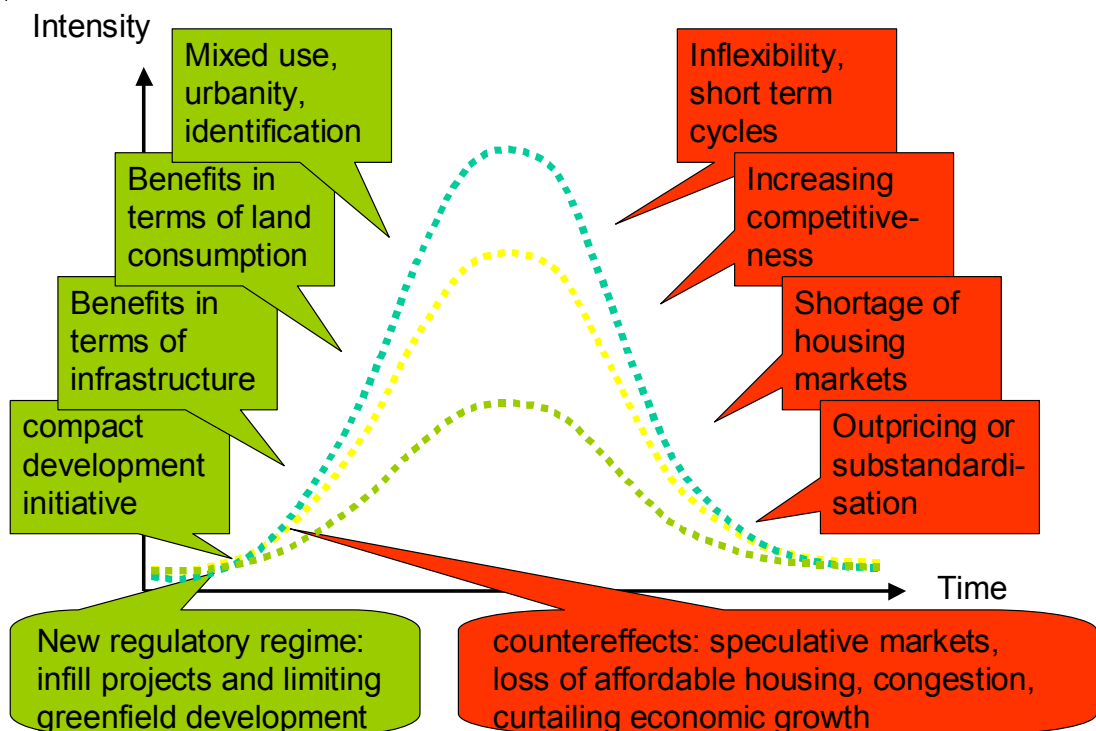 Intensity
Mixed use,
urbanity,
identification
Benefits in
terms of land
consumption
Benefits in
terms of
infrastructure
compact
development
initiative
Inflexibility,
short term
cycles
Increasing
competitive-
ness
Shortage of
housing
markets
Outpricing or
substandardi-
sation
Time
New regulatory regime:
infill projects and limiting
greenfield development
countereffects: speculative markets,
loss of affordable housing, congestion,
curtailing economic growth